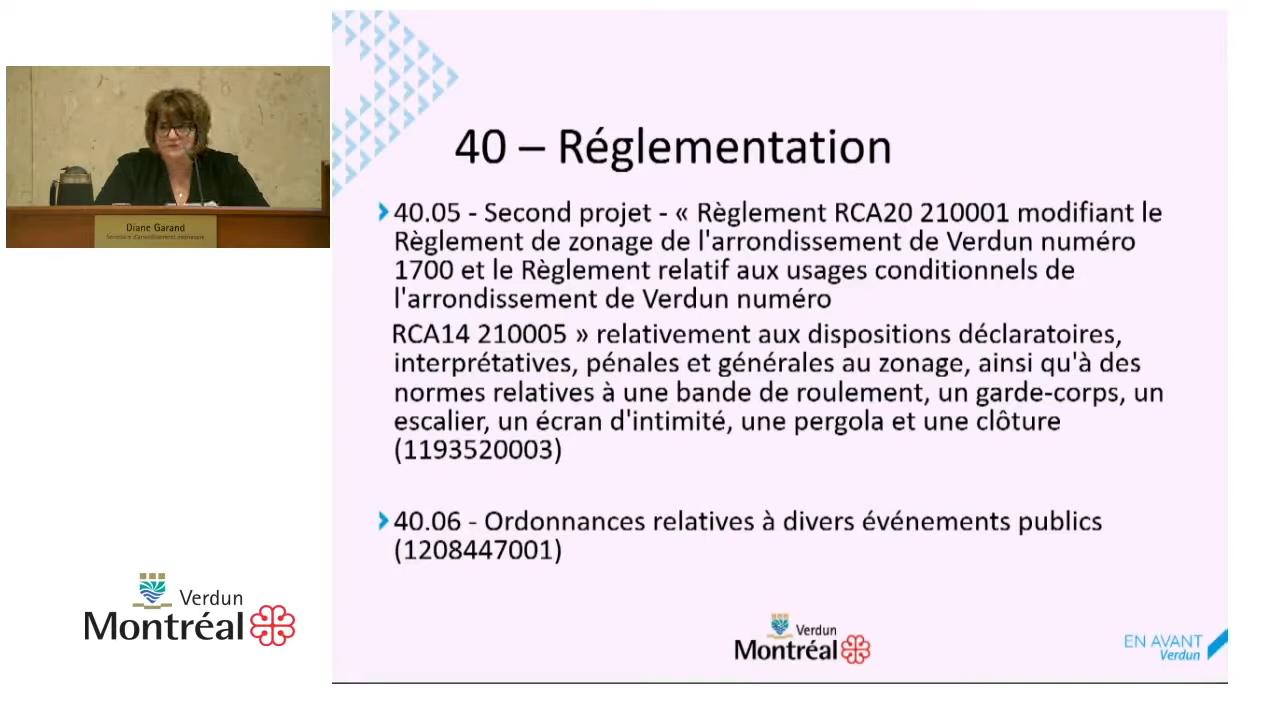 40 – Réglementation
40.05 - Second projet - « Règlement RCA20 210001 modifiant le
Règlement de zonage de l'arrondissement de Verdun numéro
1700 et le Règlement relatif aux usages conditionnels de
l'arrondissement de Verdun numéro
RCA14 210005 » relativement aux dispositions déclaratoires,
interprétatives, pénales et générales au zonage, ainsi qu'à des
normes relatives à une bande de roulement, un garde-corps, un
escalier, un écran d'intimité, une pergola et une clôture
(1193520003)
40.06 - Ordonnances relatives à divers événements publics
(1208447001)
Diane Garand
Secrétaire d'arrondissement
Verdun
Montréal
Verdun
Montréal
EN AVANT
Verdun